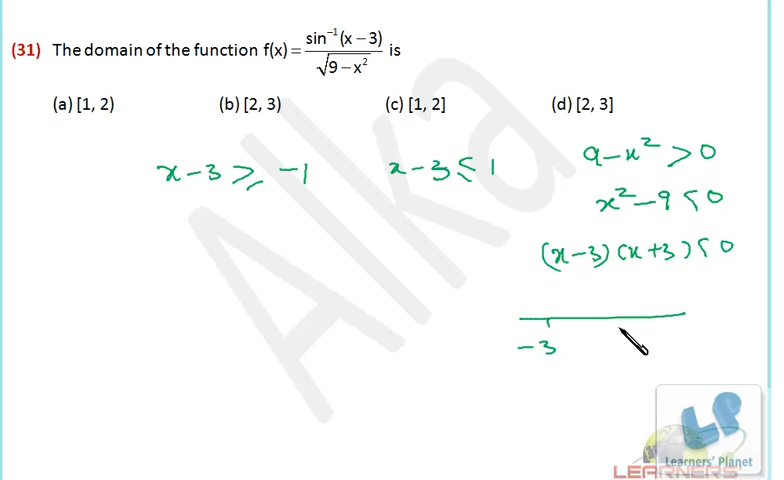 (31) The domain of the function f(x) = sin⁻¹(x – 3) / √(9 – x²) is
(a) [1, 2) (b) [2, 3) (c) [1, 2] (d) [2, 3]
x – 3 ≥ –1 x – 3 ≤ 1 9 – x² > 0
x² – 9 < 0
(x – 3)(x + 3) < 0
–3
Alka
LP
Learners' Planet
LEARNERS